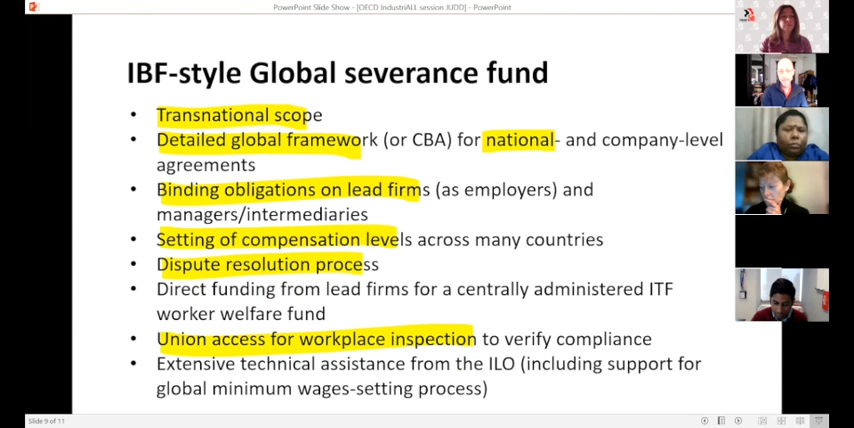 PowerPoint Slide Show - [OECD IndustriALL session JUDD] - PowerPoint
IBF-style Global severance fund
• Transnational scope
• Detailed global framework (or CBA) for national- and company-level
agreements
• Binding obligations on lead firms (as employers) and
managers/intermediaries
• Setting of compensation levels across many countries
• Dispute resolution process
• Direct funding from lead firms for a centrally administered ITF
worker welfare fund
• Union access for workplace inspection to verify compliance
• Extensive technical assistance from the ILO (including support for
global minimum wages-setting process)
Slide 9 of 11